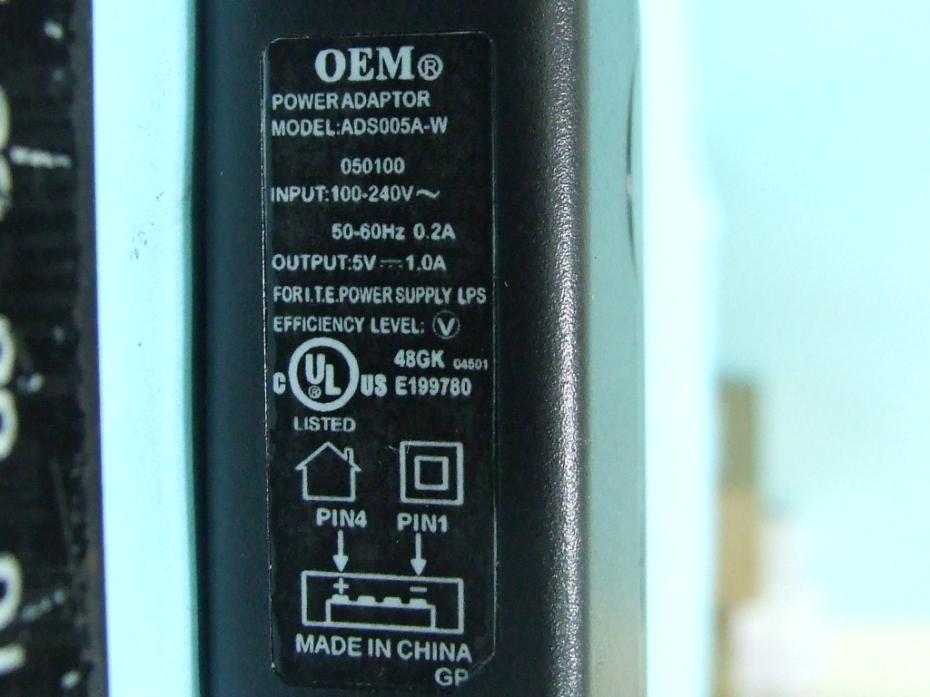 OEM®
POWER ADAPTOR
MODEL:ADS005A-W
050100
INPUT:100-240V～
50-60Hz 0.2A
OUTPUT:5V⎓1.0A
FOR I.T.E.POWER SUPPLY LPS
EFFICIENCY LEVEL: Ⓥ
48GK 04501
C UL® US E199780
LISTED
PIN4 PIN1
+ −
MADE IN CHINA
GP